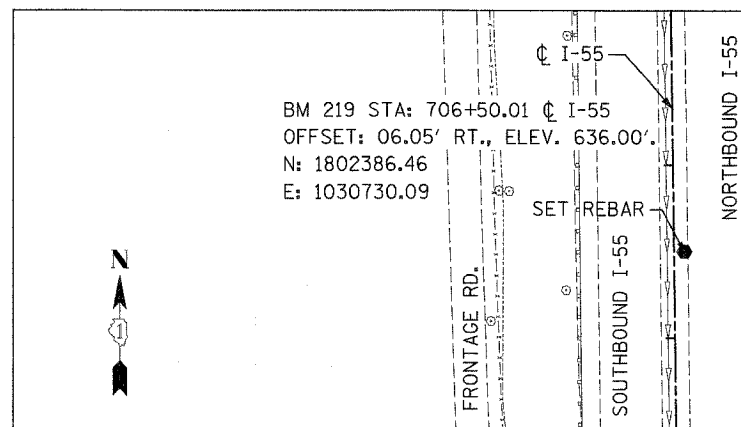 ℄ I-55
BM 219 STA: 706+50.01 ℄ I-55
OFFSET: 06.05' RT., ELEV. 636.00'.
N: 1802386.46
E: 1030730.09
SET REBAR
N
1
FRONTAGE RD.
SOUTHBOUND I-55
NORTHBOUND I-55